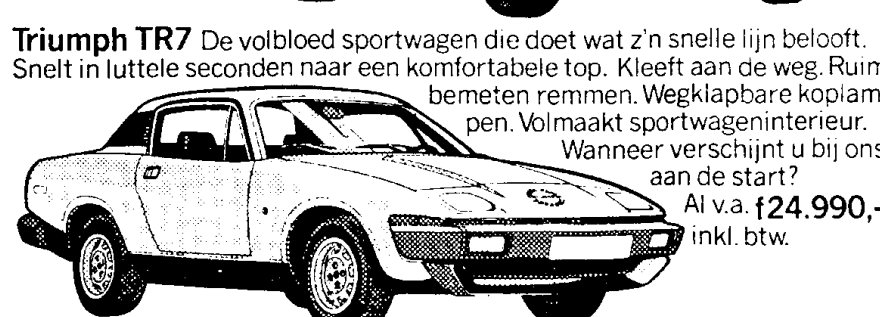 Triumph TR7 De volbloed sportwagen die doet wat z'n snelle lijn belooft.
Snelt in luttele seconden naar een komfortabele top. Kleeft aan de weg. Ruim
bemeten remmen. Wegklapbare koplam-
pen. Volmaakt sportwageninterieur.
Wanneer verschijnt u bij ons
aan de start?
Al v.a. f24.990,-
inkl. btw.